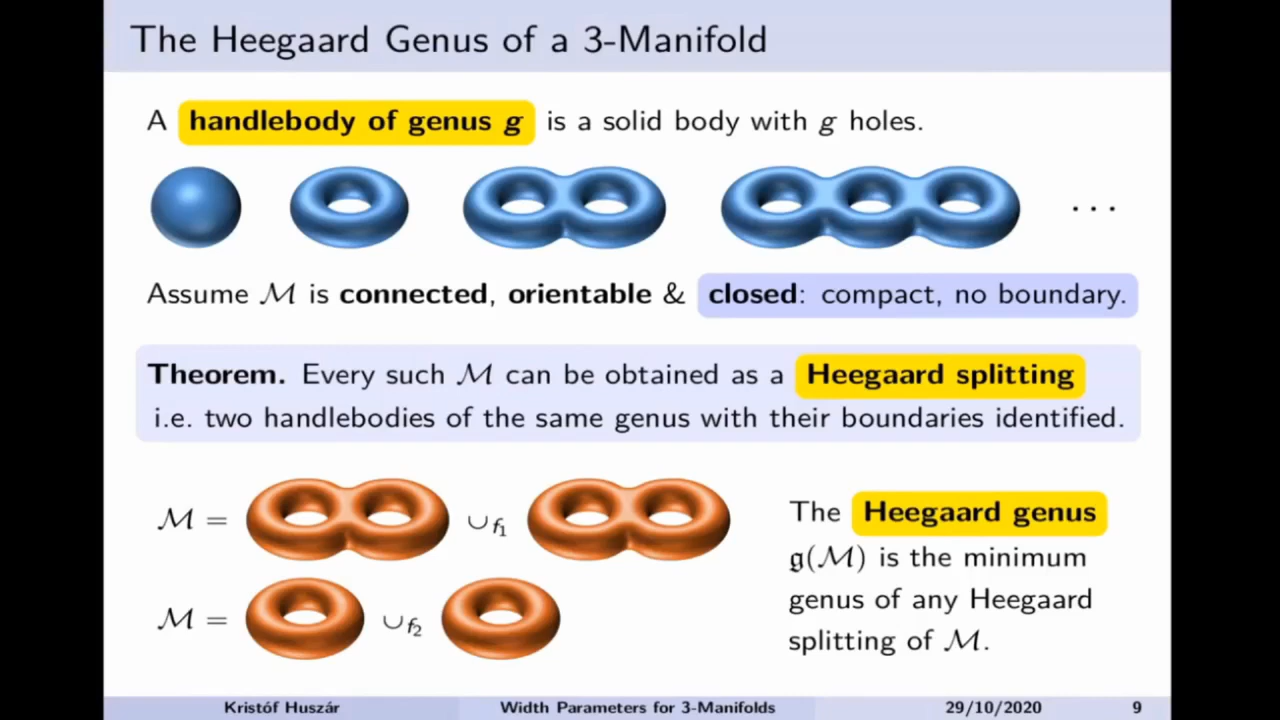 The Heegaard Genus of a 3-Manifold
A handlebody of genus g is a solid body with g holes.
· · ·
Assume ℳ is connected, orientable & closed: compact, no boundary.
Theorem. Every such ℳ can be obtained as a Heegaard splitting
i.e. two handlebodies of the same genus with their boundaries identified.
ℳ = ∪f₁
ℳ = ∪f₂
The Heegaard genus
𝔤(ℳ) is the minimum
genus of any Heegaard
splitting of ℳ.
Kristóf Huszár Width Parameters for 3-Manifolds 29/10/2020 9